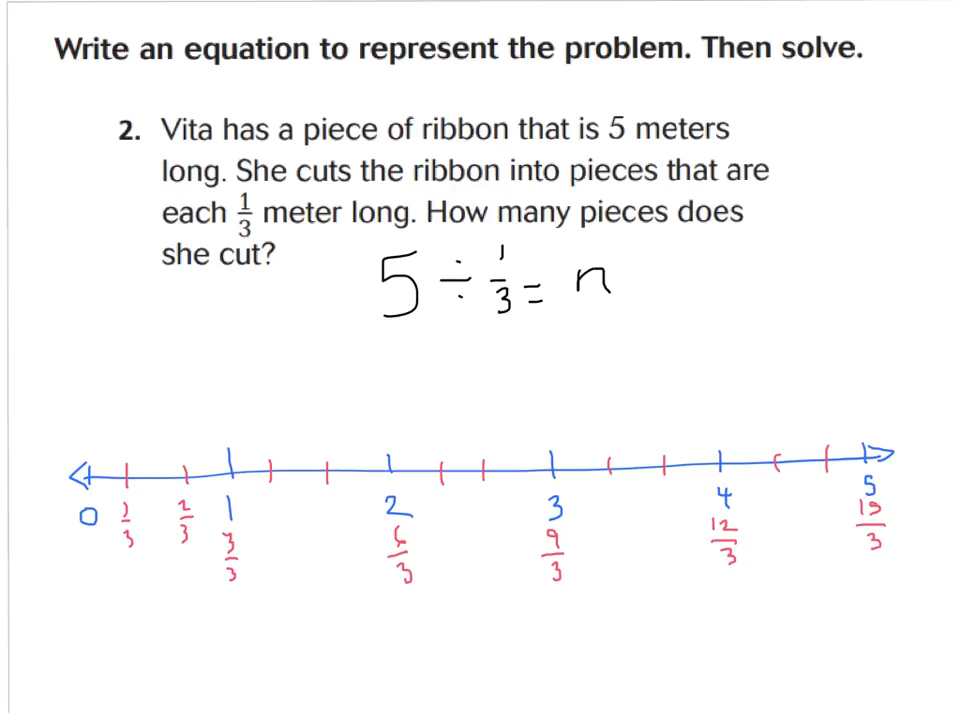 Write an equation to represent the problem. Then solve.
2. Vita has a piece of ribbon that is 5 meters
long. She cuts the ribbon into pieces that are
each 1/3 meter long. How many pieces does
she cut?
5 ÷ 1/3 = n
0 1/3 2/3 1 2 3 4 5
3/3 6/3 9/3 12/3 15/3